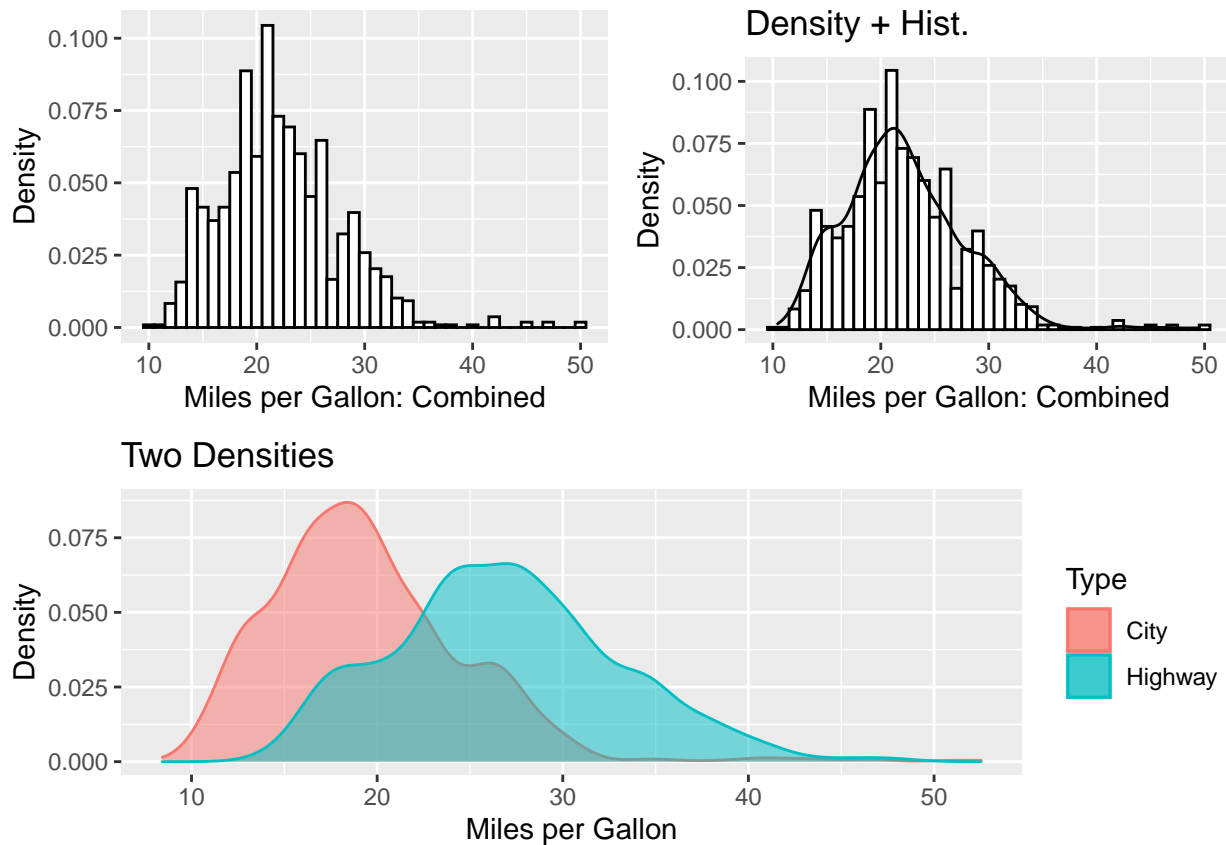 0.100
0.075
0.050
0.025
0.000
Density
10 20 30 40 50
Miles per Gallon: Combined
Density + Hist.
0.100
0.075
0.050
0.025
0.000
Density
10 20 30 40 50
Miles per Gallon: Combined
Two Densities
0.075
0.050
0.025
0.000
Density
10 20 30 40 50
Miles per Gallon
Type
City
Highway